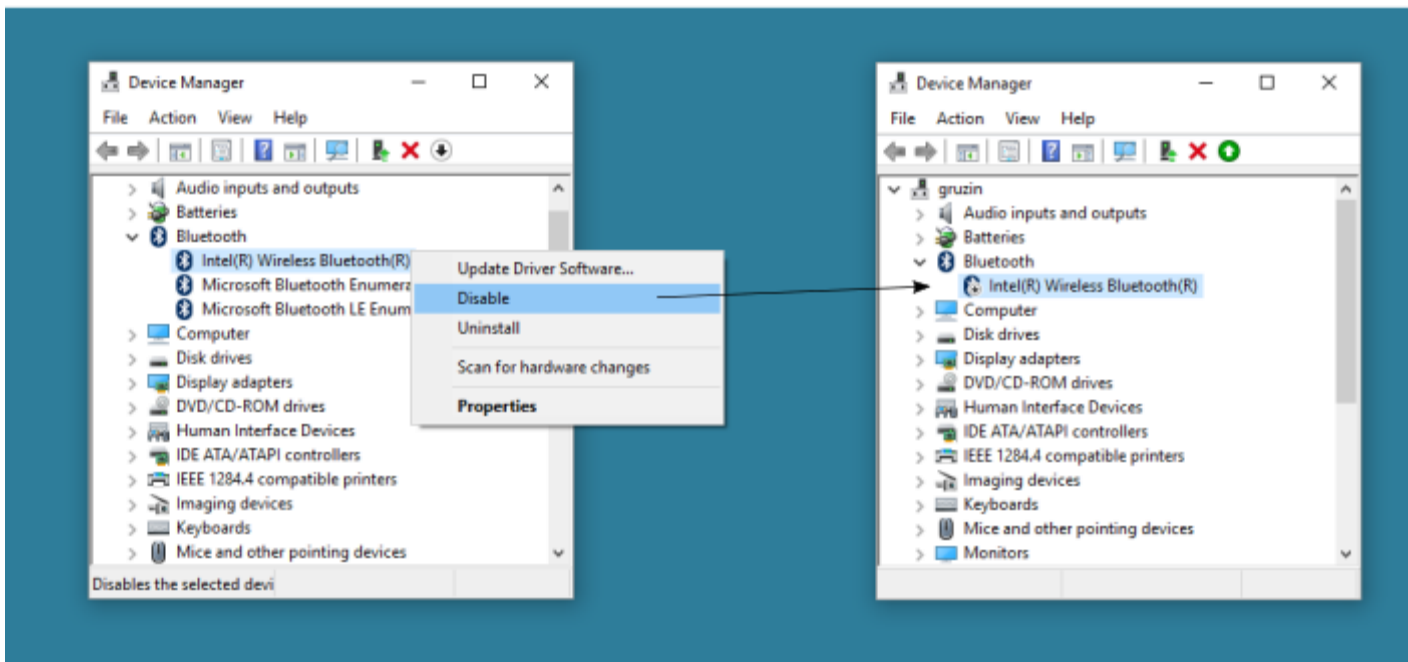 Device Manager
File Action View Help
Audio inputs and outputs
Batteries
Bluetooth
Intel(R) Wireless Bluetooth(R)
Microsoft Bluetooth Enumera
Microsoft Bluetooth LE Enum
Computer
Disk drives
Display adapters
DVD/CD-ROM drives
Human Interface Devices
IDE ATA/ATAPI controllers
IEEE 1284.4 compatible printers
Imaging devices
Keyboards
Mice and other pointing devices
Disables the selected devi
Update Driver Software...
Disable
Uninstall
Scan for hardware changes
Properties
Device Manager
File Action View Help
gruzin
Audio inputs and outputs
Batteries
Bluetooth
Intel(R) Wireless Bluetooth(R)
Computer
Disk drives
Display adapters
DVD/CD-ROM drives
Human Interface Devices
IDE ATA/ATAPI controllers
IEEE 1284.4 compatible printers
Imaging devices
Keyboards
Mice and other pointing devices
Monitors